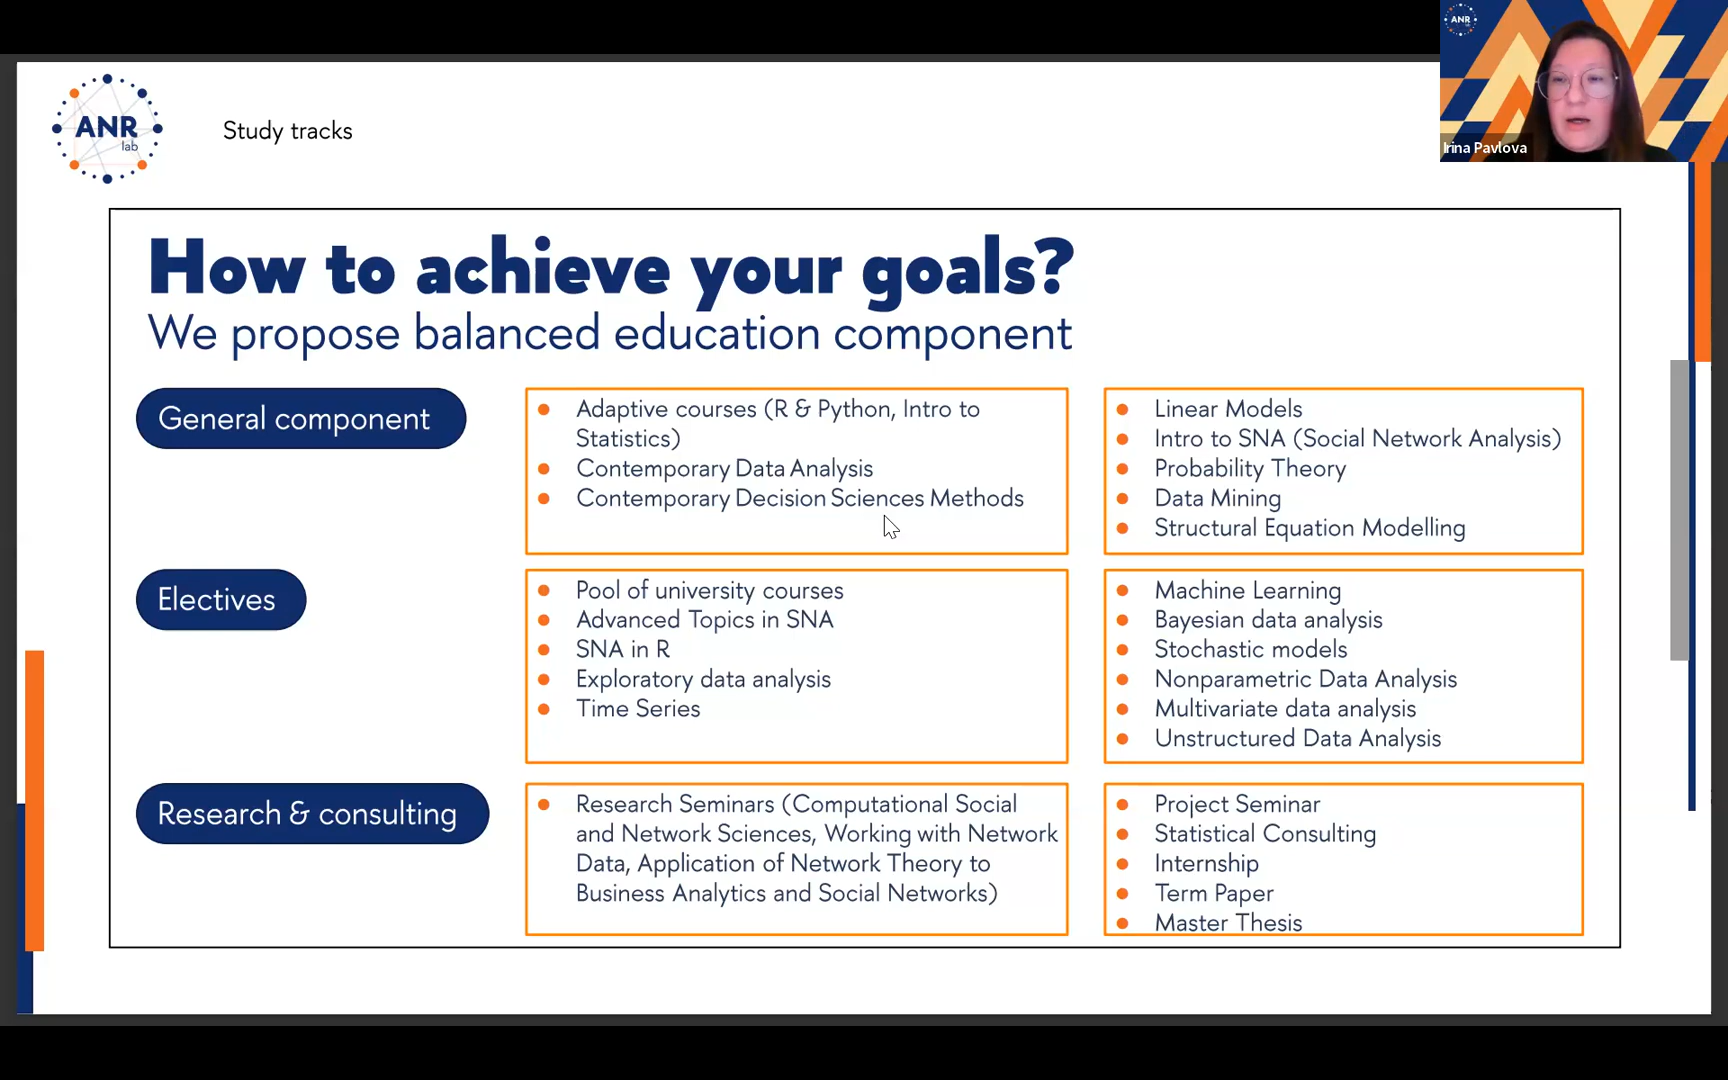 ANR
lab
Study tracks
ANR
Irina Pavlova
How to achieve your goals?
We propose balanced education component
General component
Adaptive courses (R & Python, Intro to
Statistics)
Contemporary Data Analysis
Contemporary Decision Sciences Methods
Linear Models
Intro to SNA (Social Network Analysis)
Probability Theory
Data Mining
Structural Equation Modelling
Electives
Pool of university courses
Advanced Topics in SNA
SNA in R
Exploratory data analysis
Time Series
Machine Learning
Bayesian data analysis
Stochastic models
Nonparametric Data Analysis
Multivariate data analysis
Unstructured Data Analysis
Research & consulting
Research Seminars (Computational Social
and Network Sciences, Working with Network
Data, Application of Network Theory to
Business Analytics and Social Networks)
Project Seminar
Statistical Consulting
Internship
Term Paper
Master Thesis